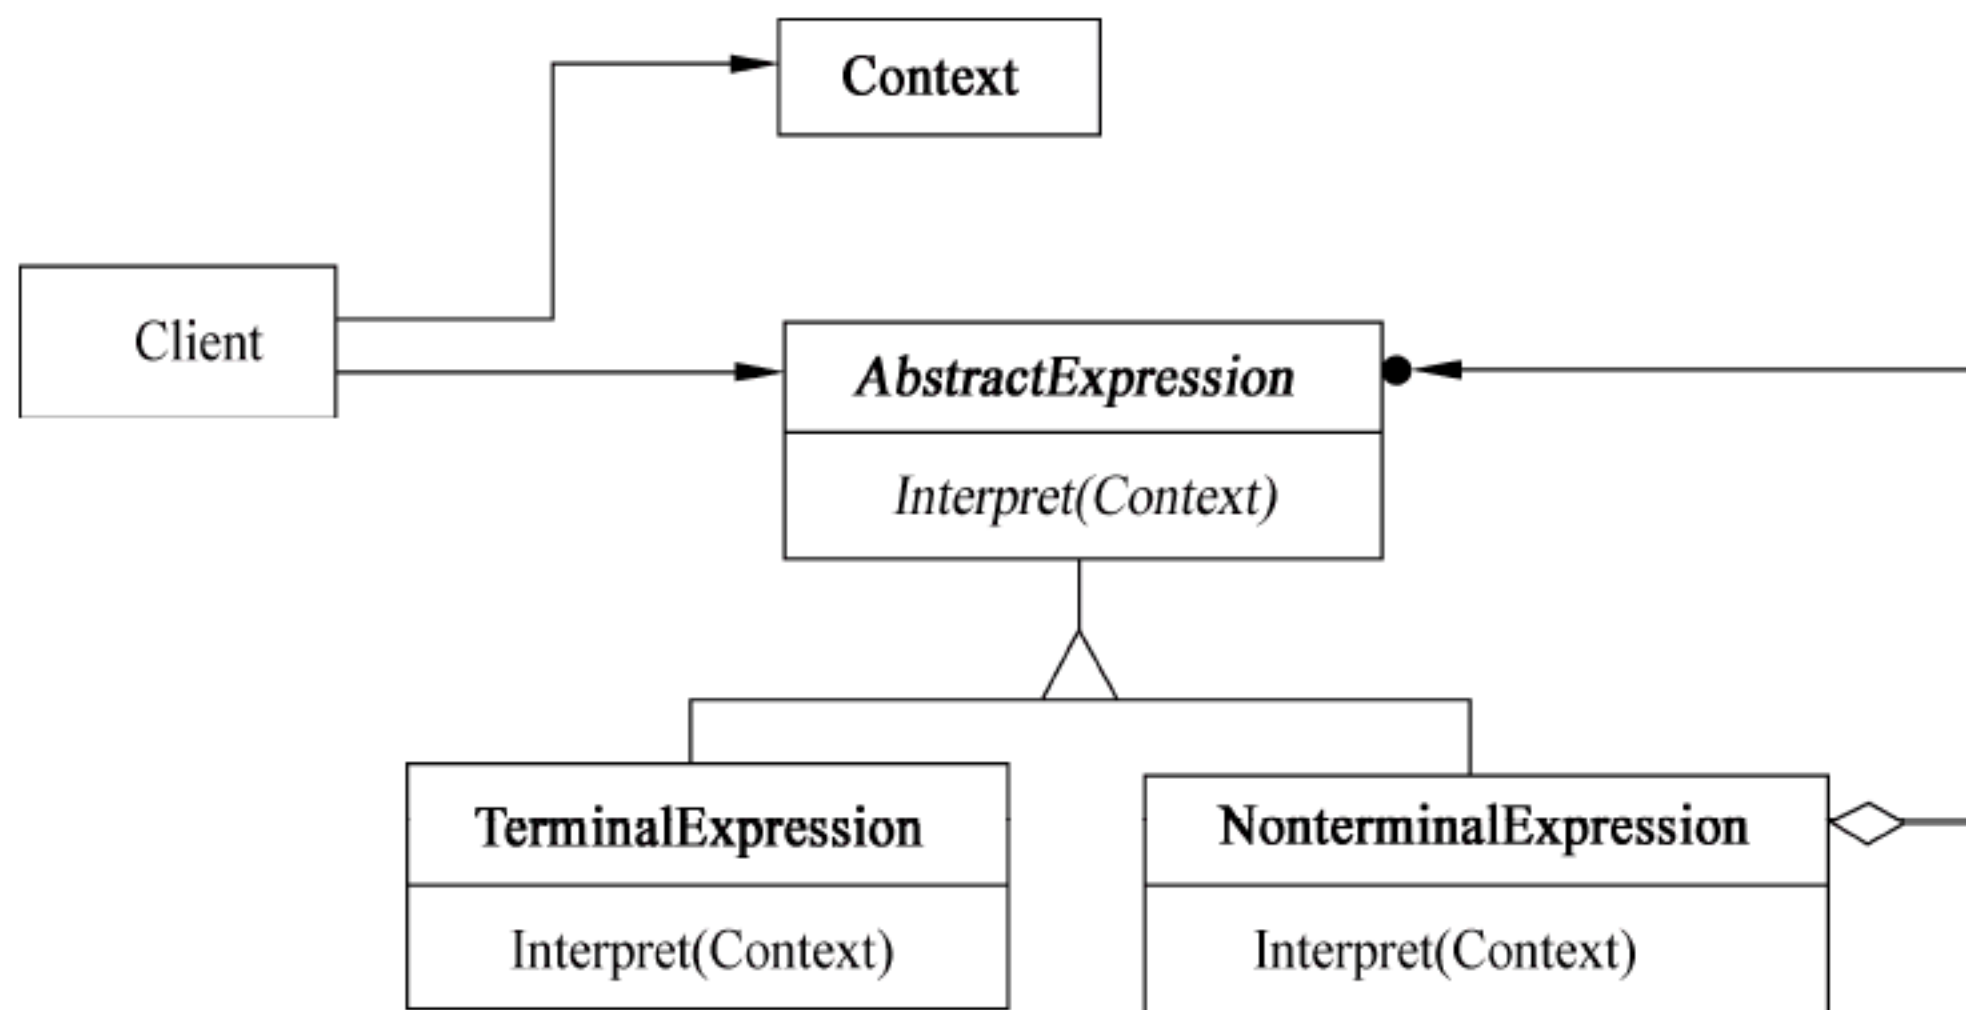 Context
Client
AbstractExpression
Interpret(Context)
TerminalExpression
NonterminalExpression
Interpret(Context)
Interpret(Context)